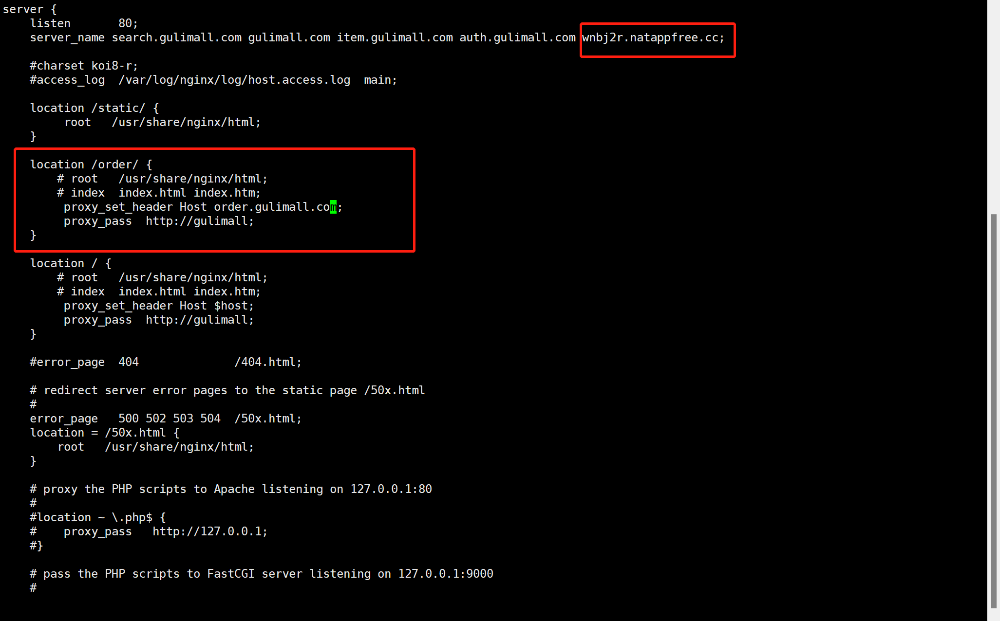 server {
    listen       80;
    server_name search.gulimall.com gulimall.com item.gulimall.com auth.gulimall.com wnbj2r.natappfree.cc;
    #charset koi8-r;
    #access_log  /var/log/nginx/log/host.access.log  main;
    location /static/ {
         root   /usr/share/nginx/html;
    }
    location /order/ {
        # root   /usr/share/nginx/html;
        # index  index.html index.htm;
         proxy_set_header Host order.gulimall.com;
         proxy_pass  http://gulimall;
    }
    location / {
        # root   /usr/share/nginx/html;
        # index  index.html index.htm;
         proxy_set_header Host $host;
         proxy_pass  http://gulimall;
    }
    #error_page  404              /404.html;
    # redirect server error pages to the static page /50x.html
    #
    error_page   500 502 503 504  /50x.html;
    location = /50x.html {
        root   /usr/share/nginx/html;
    }
    # proxy the PHP scripts to Apache listening on 127.0.0.1:80
    #
    #location ~ \.php$ {
    #    proxy_pass   http://127.0.0.1;
    #}
    # pass the PHP scripts to FastCGI server listening on 127.0.0.1:9000
    #